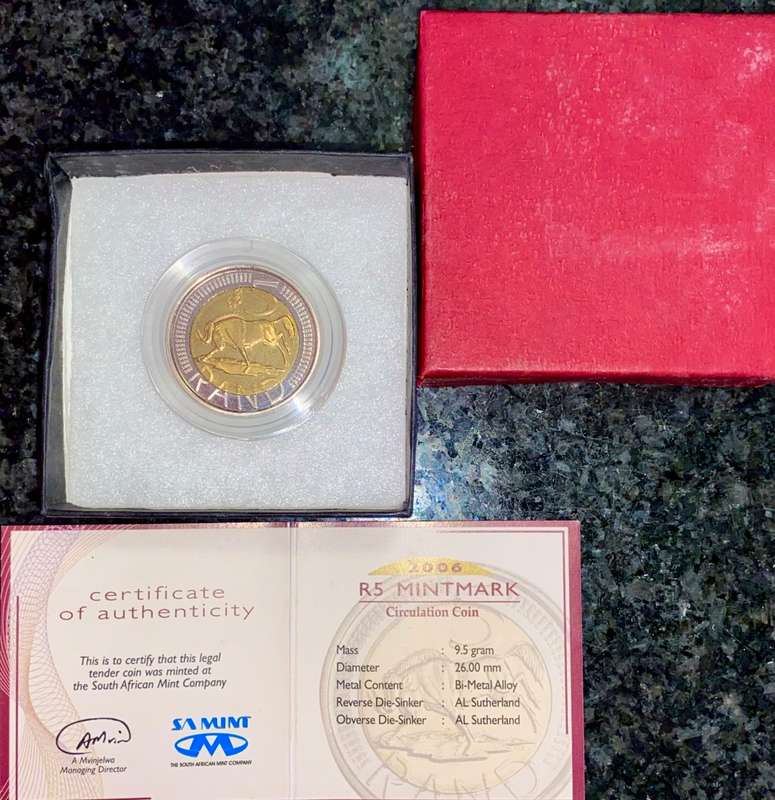 RAND
certificate
of authenticity
This is to certify that this legal
tender coin was minted at
the South African Mint Company
A Mvinjelwa
Managing Director
SA MINT
THE SOUTH AFRICAN MINT COMPANY
2006
R5 MINTMARK
Circulation Coin
Mass : 9.5 gram
Diameter : 26.00 mm
Metal Content : Bi-Metal Alloy
Reverse Die-Sinker : AL Sutherland
Obverse Die-Sinker : AL Sutherland
RAND